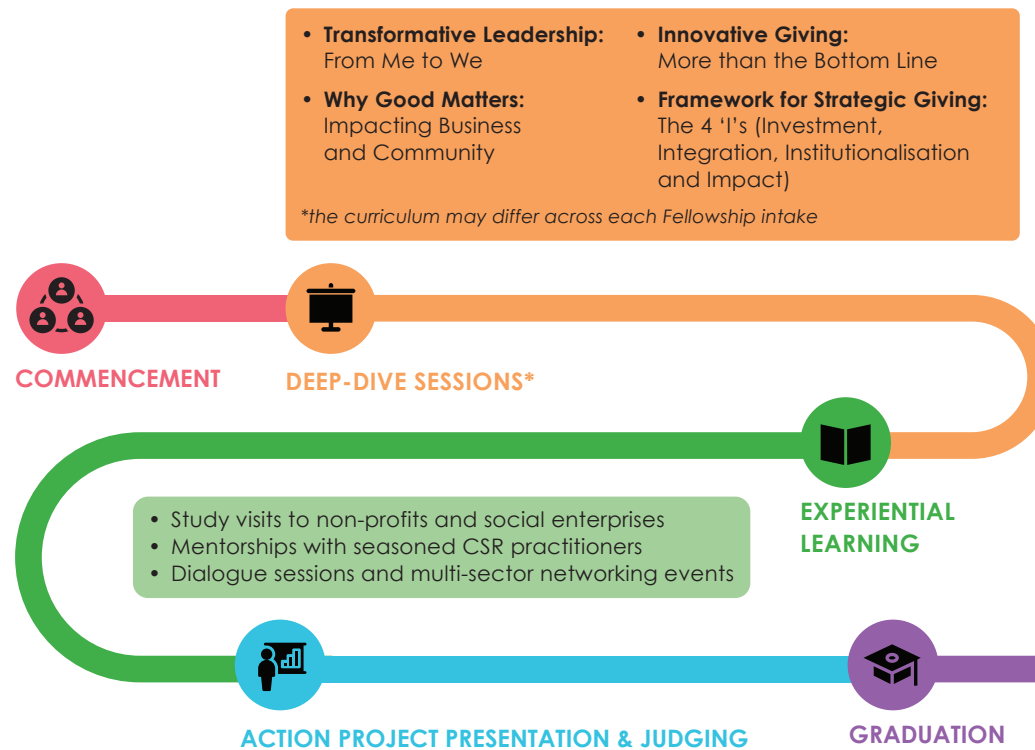 • Transformative Leadership:
From Me to We
• Why Good Matters:
Impacting Business
and Community
• Innovative Giving:
More than the Bottom Line
• Framework for Strategic Giving:
The 4 ‘I’s (Investment,
Integration, Institutionalisation
and Impact)
*the curriculum may differ across each Fellowship intake
COMMENCEMENT
DEEP-DIVE SESSIONS*
EXPERIENTIAL
LEARNING
• Study visits to non-profits and social enterprises
• Mentorships with seasoned CSR practitioners
• Dialogue sessions and multi-sector networking events
ACTION PROJECT PRESENTATION & JUDGING
GRADUATION